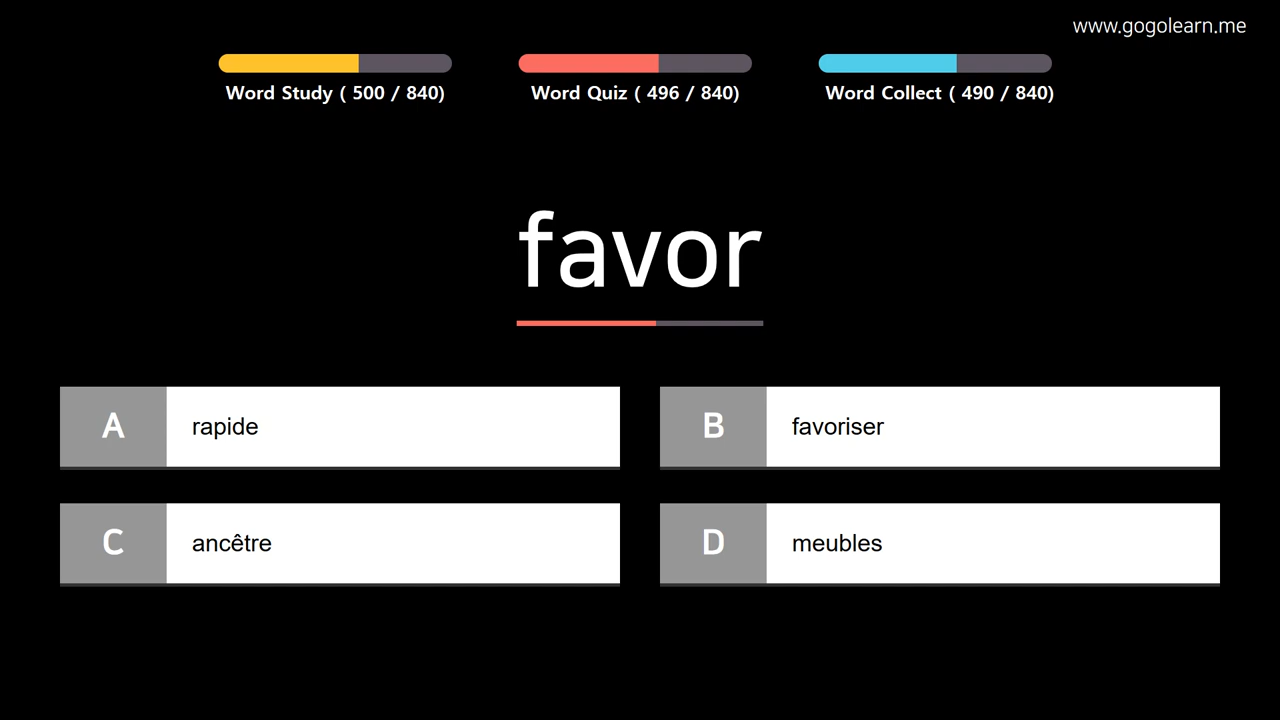 www.gogolearn.me
Word Study ( 500 / 840)
Word Quiz ( 496 / 840)
Word Collect ( 490 / 840)
favor
A rapide
B favoriser
C ancêtre
D meubles